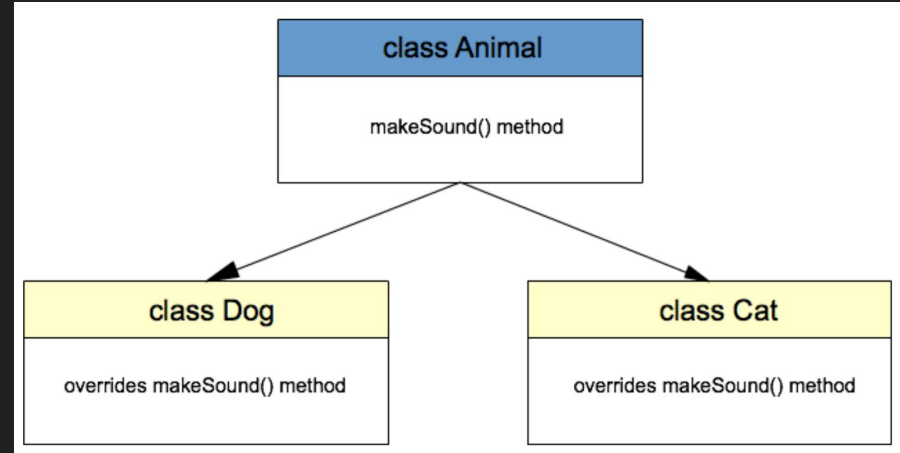 class Animal
makeSound() method
class Dog
overrides makeSound() method
class Cat
overrides makeSound() method